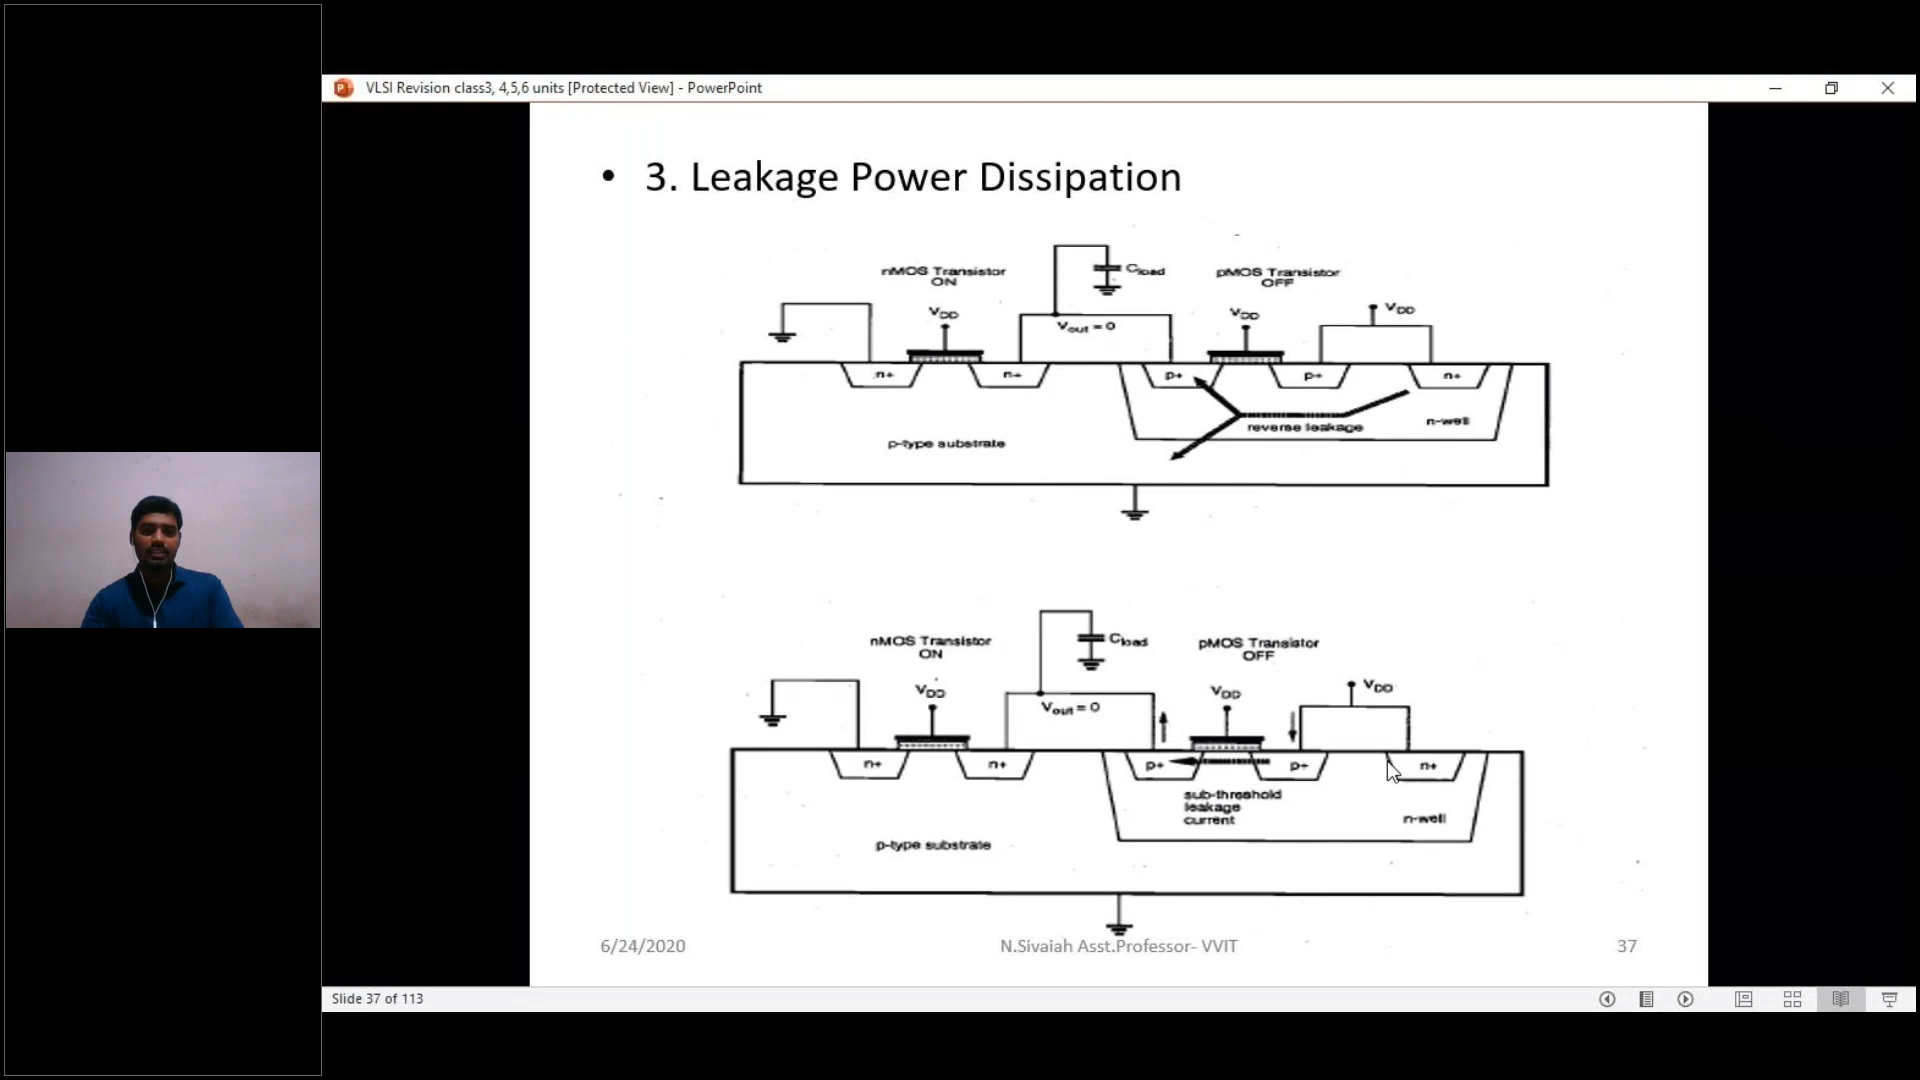 VLSI Revision class3, 4,5,6 units [Protected View] - PowerPoint
• 3. Leakage Power Dissipation
nMOS Transistor
ON
Cload
pMOS Transistor
OFF
VDD
VDD
VDD
Vout = 0
n+
n+
p+
p+
n+
reverse leakage
n-well
p-type substrate
nMOS Transistor
ON
Cload
pMOS Transistor
OFF
VDD
VDD
VDD
Vout = 0
n+
n+
p+
p+
n+
sub-threshold
leakage
current
n-well
p-type substrate
6/24/2020
N.Sivaiah Asst.Professor- VVIT
37
Slide 37 of 113